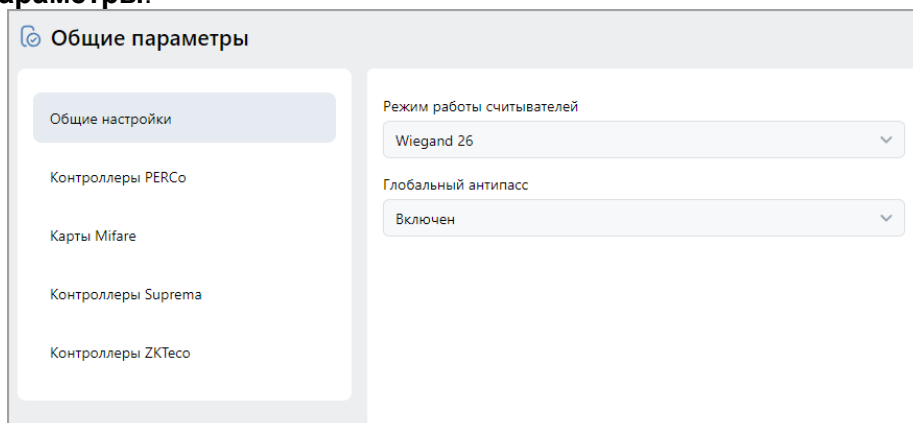 араметры.
Общие параметры
Общие настройки
Контроллеры PERCo
Карты Mifare
Контроллеры Suprema
Контроллеры ZKTeco
Режим работы считывателей
Wiegand 26
Глобальный антипасс
Включен